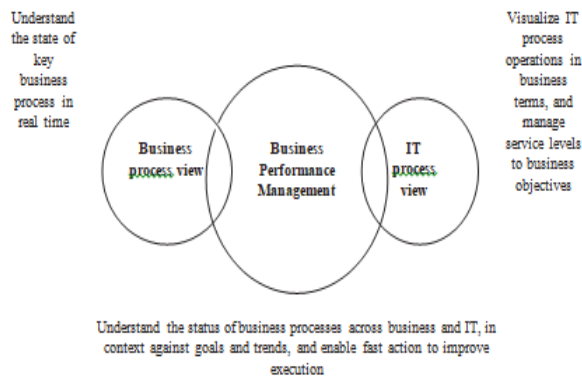 Understand
the state of
key
business
process in
real time
Visualize IT
process
operations in
business
terms, and
manage
service levels
to business
objectives
Business
process view
Business
Performance
Management
IT
process
view
Understand the status of business processes across business and IT, in
context against goals and trends, and enable fast action to improve
execution